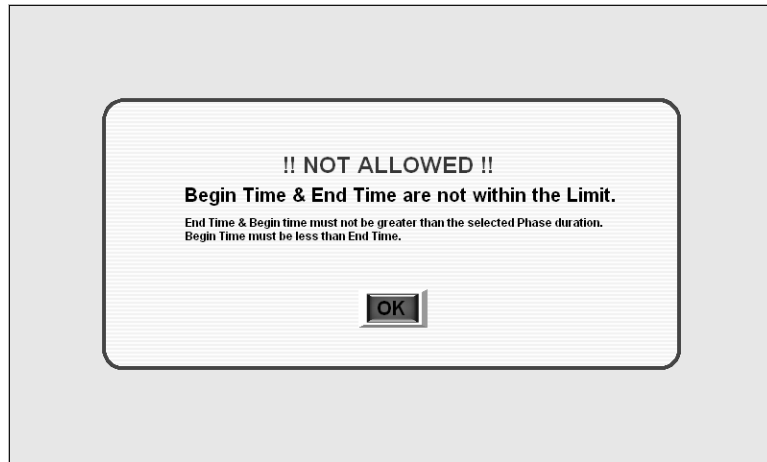 !! NOT ALLOWED !!
Begin Time & End Time are not within the Limit.
End Time & Begin time must not be greater than the selected Phase duration.
Begin Time must be less than End Time.
OK